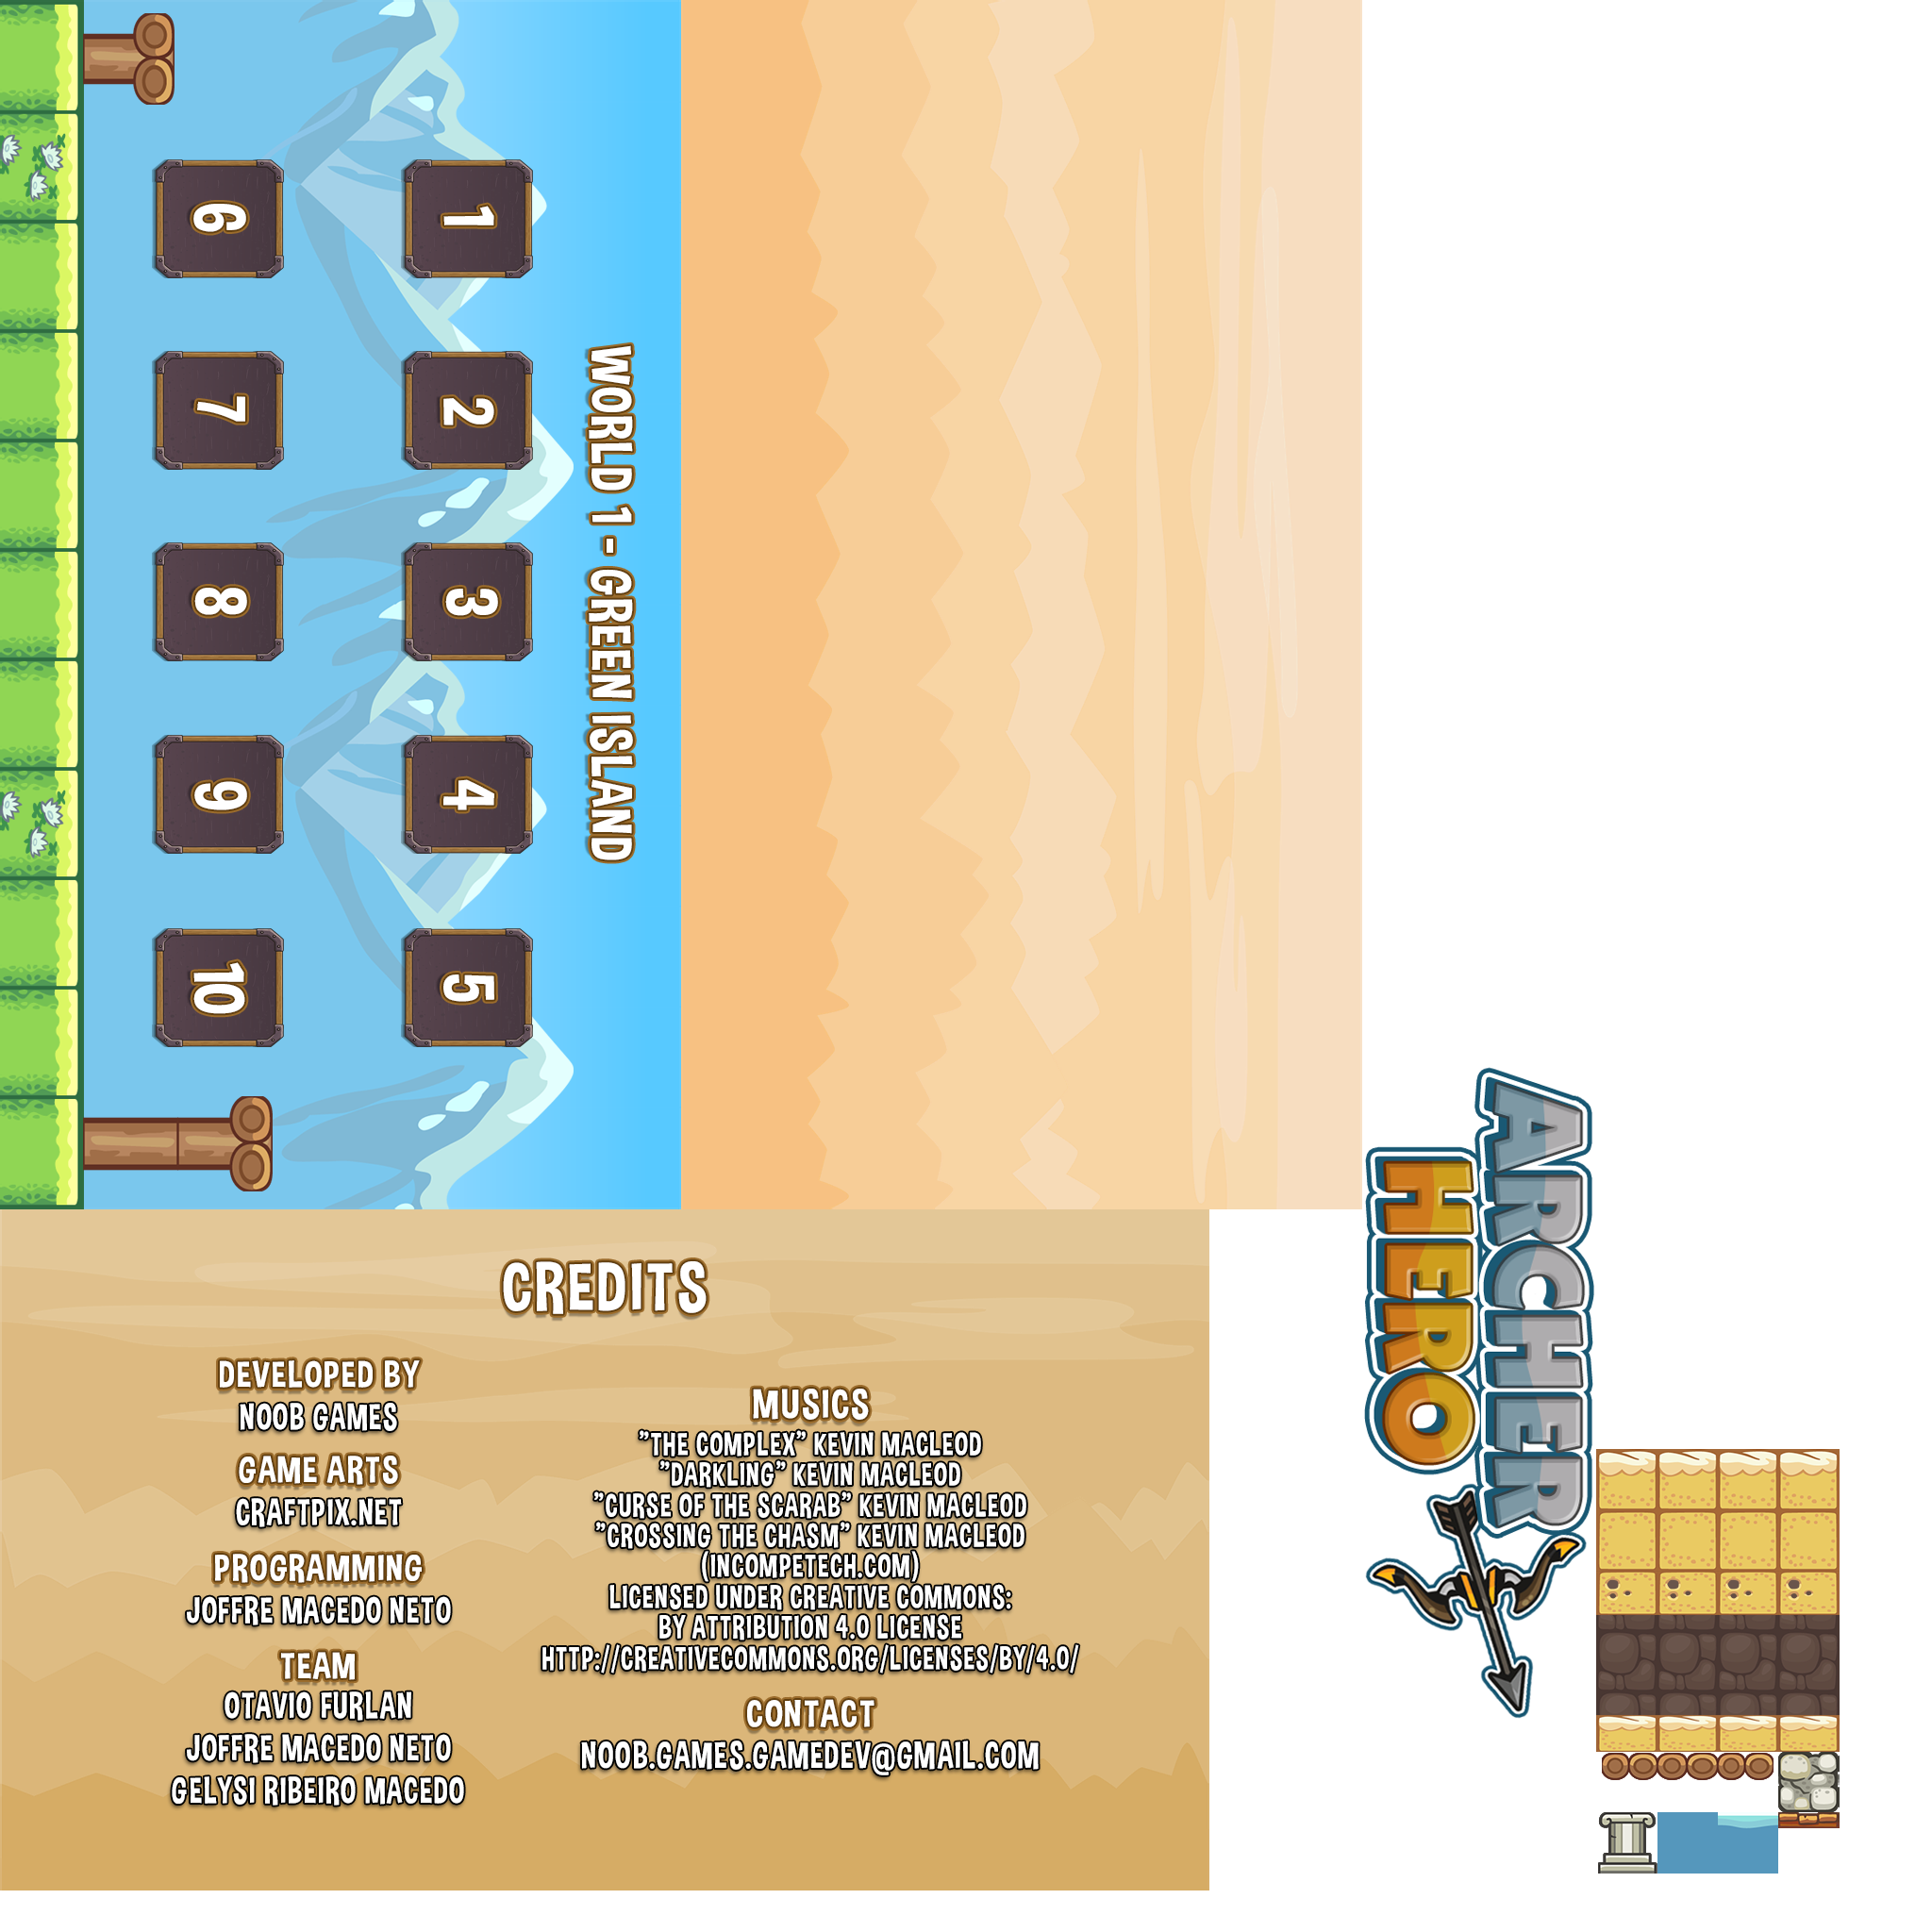 WORLD 1 - GREEN ISLAND
1 2 3 4 5
6 7 8 9 10
ARCHER
HERO
CREDITS
DEVELOPED BY
NOOB GAMES
GAME ARTS
CRAFTPIX.NET
PROGRAMMING
JOFFRE MACEDO NETO
TEAM
OTAVIO FURLAN
JOFFRE MACEDO NETO
GELYSI RIBEIRO MACEDO
MUSICS
"THE COMPLEX" KEVIN MACLEOD
"DARKLING" KEVIN MACLEOD
"CURSE OF THE SCARAB" KEVIN MACLEOD
"CROSSING THE CHASM" KEVIN MACLEOD
(INCOMPETECH.COM)
LICENSED UNDER CREATIVE COMMONS:
BY ATTRIBUTION 4.0 LICENSE
HTTP://CREATIVECOMMONS.ORG/LICENSES/BY/4.0/
CONTACT
NOOB.GAMES.GAMEDEV@GMAIL.COM